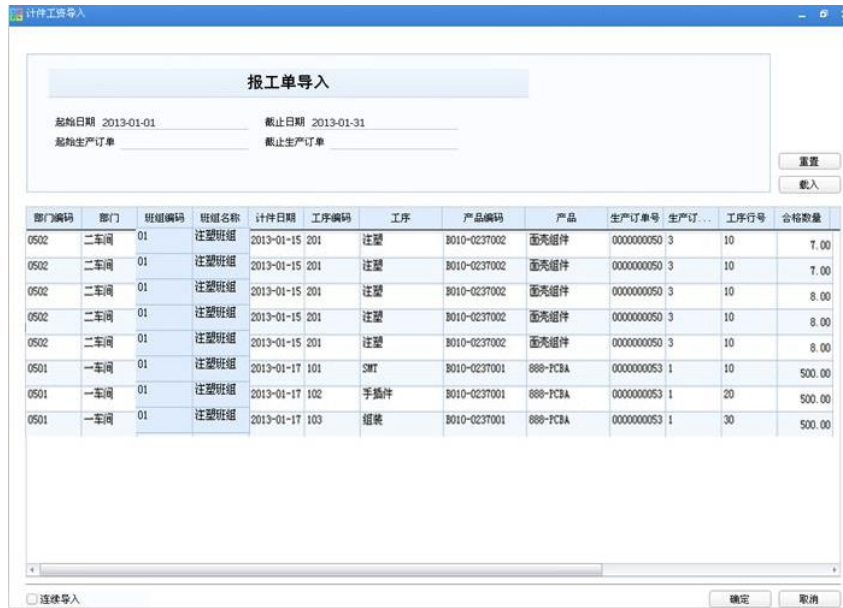 计件工资导入
报工单导入
起始日期 2013-01-01 截止日期 2013-01-31
起始生产订单 截止生产订单
重置
载入
部门编码 部门 班组编码 班组名称 计件日期 工序编码 工序 产品编码 产品 生产订单号 生产订... 工序行号 合格数量
0502 二车间 01 注塑班组 2013-01-15 201 注塑 B010-0237002 面壳组件 0000000050 3 10 7.00
0502 二车间 01 注塑班组 2013-01-15 201 注塑 B010-0237002 面壳组件 0000000050 3 10 7.00
0502 二车间 01 注塑班组 2013-01-15 201 注塑 B010-0237002 面壳组件 0000000050 3 10 8.00
0502 二车间 01 注塑班组 2013-01-15 201 注塑 B010-0237002 面壳组件 0000000050 3 10 8.00
0502 二车间 01 注塑班组 2013-01-15 201 注塑 B010-0237002 面壳组件 0000000050 3 10 8.00
0501 一车间 01 注塑班组 2013-01-17 101 SMT B010-0237001 888-PCBA 0000000053 1 10 500.00
0501 一车间 01 注塑班组 2013-01-17 102 手插件 B010-0237001 888-PCBA 0000000053 1 20 500.00
0501 一车间 01 注塑班组 2013-01-17 103 组装 B010-0237001 888-PCBA 0000000053 1 30 500.00
连续导入 确定 取消